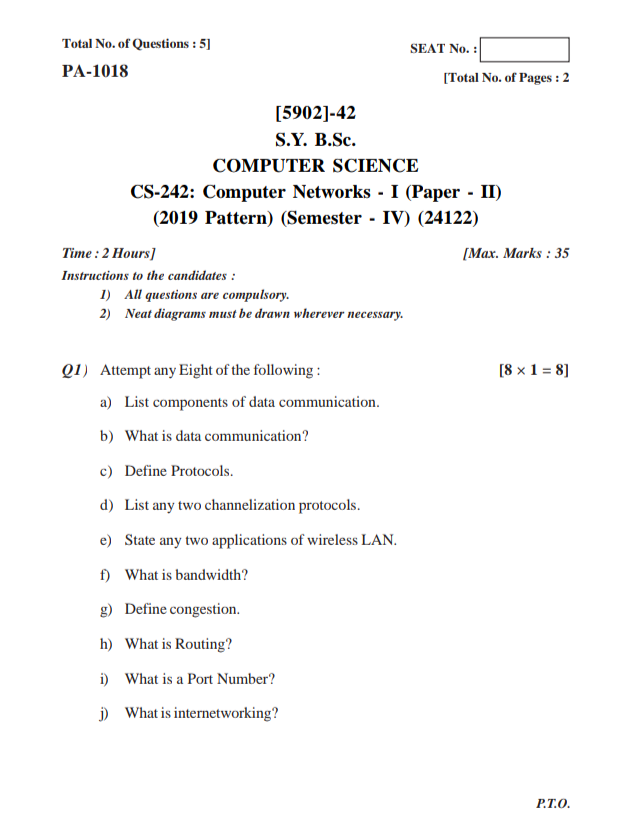 Total No. of Questions : 5]
SEAT No. :
PA-1018
[Total No. of Pages : 2
[5902]-42
S.Y. B.Sc.
COMPUTER SCIENCE
CS-242: Computer Networks - I (Paper - II)
(2019 Pattern) (Semester - IV) (24122)
Time : 2 Hours]
[Max. Marks : 35
Instructions to the candidates :
1) All questions are compulsory.
2) Neat diagrams must be drawn wherever necessary.
Q1) Attempt any Eight of the following : [8 × 1 = 8]
a) List components of data communication.
b) What is data communication?
c) Define Protocols.
d) List any two channelization protocols.
e) State any two applications of wireless LAN.
f) What is bandwidth?
g) Define congestion.
h) What is Routing?
i) What is a Port Number?
j) What is internetworking?
P.T.O.